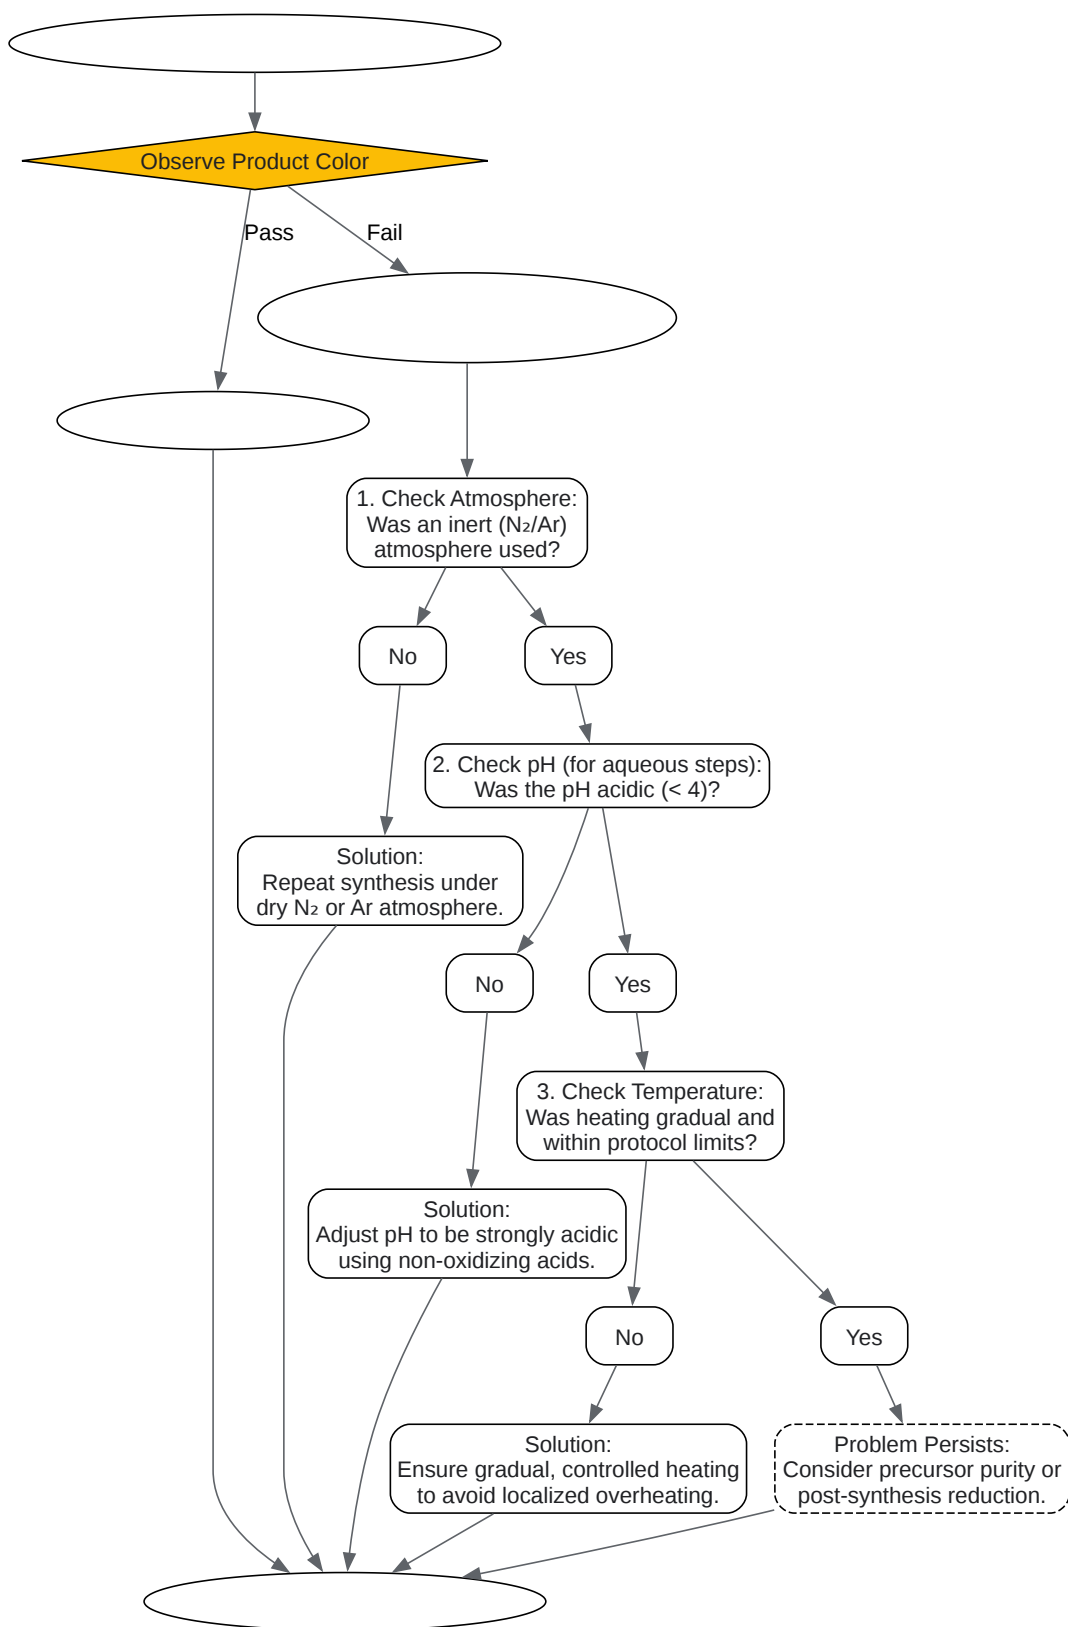 Observe Product Color
Pass
Fail
1. Check Atmosphere:
Was an inert (N₂/Ar)
atmosphere used?
No
Yes
2. Check pH (for aqueous steps):
Was the pH acidic (< 4)?
Solution:
Repeat synthesis under
dry N₂ or Ar atmosphere.
No
Yes
3. Check Temperature:
Was heating gradual and
within protocol limits?
Solution:
Adjust pH to be strongly acidic
using non-oxidizing acids.
No
Yes
Solution:
Ensure gradual, controlled heating
to avoid localized overheating.
Problem Persists:
Consider precursor purity or
post-synthesis reduction.